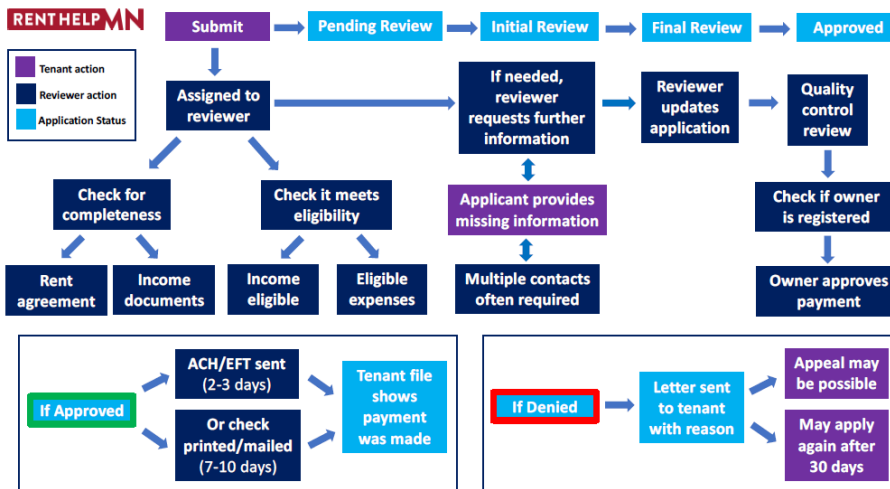 RENTHELPMN
Submit
Pending Review
Initial Review
Final Review
Approved
Tenant action
Reviewer action
Application Status
Assigned to
reviewer
If needed,
reviewer
requests further
information
Reviewer
updates
application
Quality
control
review
Check for
completeness
Check it meets
eligibility
Applicant provides
missing information
Check if owner
is registered
Rent
agreement
Income
documents
Income
eligible
Eligible
expenses
Multiple contacts
often required
Owner approves
payment
If Approved
ACH/EFT sent
(2-3 days)
Or check
printed/mailed
(7-10 days)
Tenant file
shows
payment
was made
If Denied
Letter sent
to tenant
with reason
Appeal may
be possible
May apply
again after
30 days